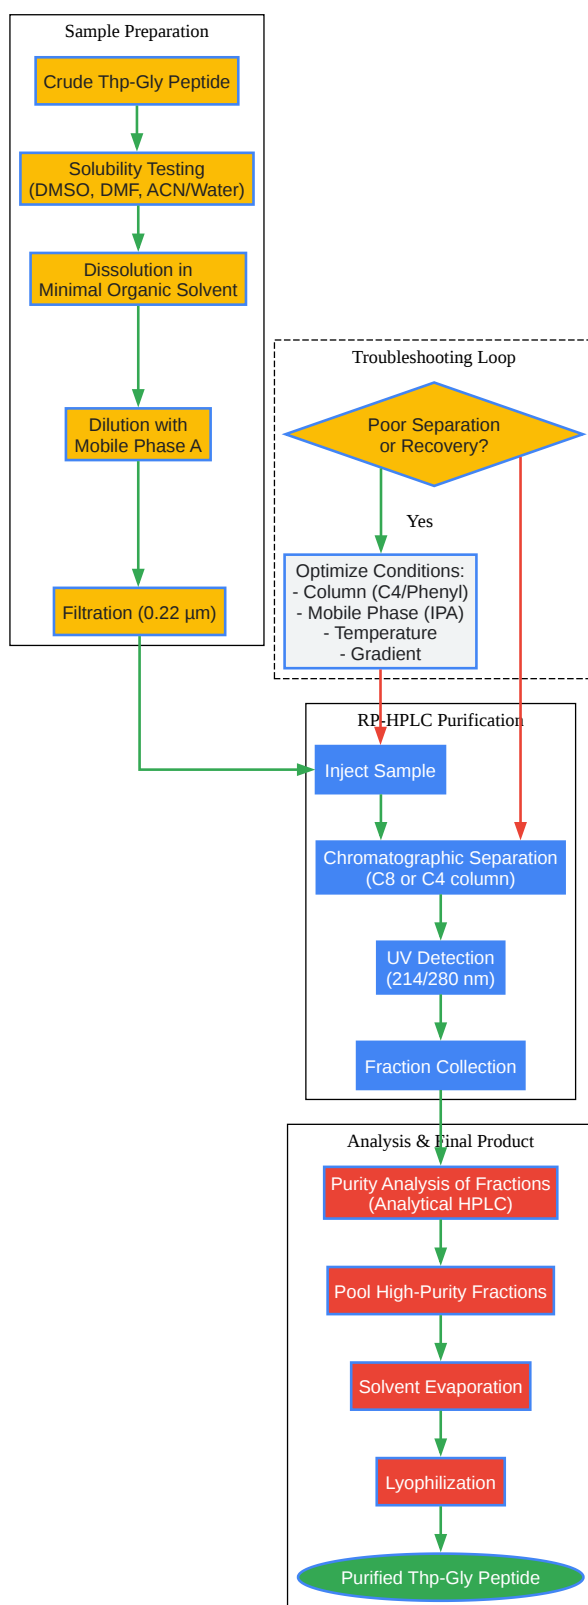 Sample Preparation
Crude Thp-Gly Peptide
Solubility Testing
(DMSO, DMF, ACN/Water)
Dissolution in
Minimal Organic Solvent
Dilution with
Mobile Phase A
Filtration (0.22 µm)
Troubleshooting Loop
Poor Separation
or Recovery?
Yes
Optimize Conditions:
- Column (C4/Phenyl)
- Mobile Phase (IPA)
- Temperature
- Gradient
RP-HPLC Purification
Inject Sample
Chromatographic Separation
(C8 or C4 column)
UV Detection
(214/280 nm)
Fraction Collection
Analysis & Final Product
Purity Analysis of Fractions
(Analytical HPLC)
Pool High-Purity Fractions
Solvent Evaporation
Lyophilization
Purified Thp-Gly Peptide